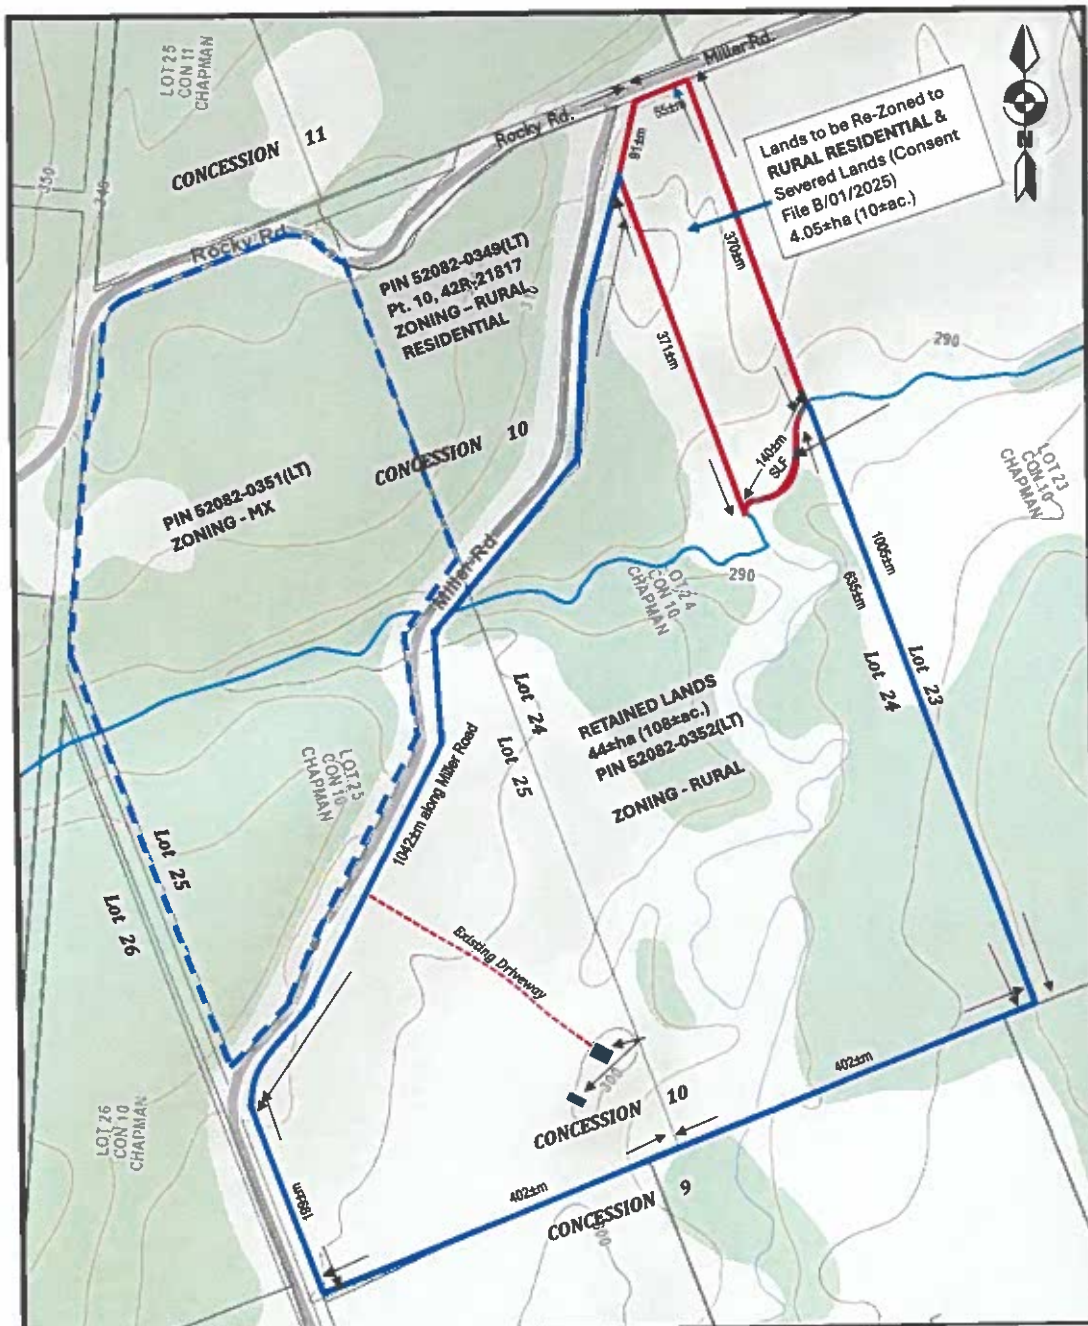 LOT 25
CON 11
CHAPMAN
CONCESSION 11
350
Miller Rd.
Rocky Rd.
55±m
91±m
Lands to be Re-Zoned to
RURAL RESIDENTIAL &
Severed Lands (Consent
File B/01/2025)
4.05±ha (10±ac.)
N
Rocky Rd
PIN 52082-0349(LT)
Pt. 10, 42R-21817
ZONING – RURAL
RESIDENTIAL
370±m
371±m
290
CONCESSION 10
140±m
SLF
LOT 23
CON 10
CHAPMAN
PIN 52082-0351(LT)
ZONING - MX
Miller Rd
1005±m
635±m
LOT 24
CON 10
CHAPMAN
290
Lot 23
Lot 24
Lot 24
Lot 25
RETAINED LANDS
44±ha (108±ac.)
PIN 52082-0352(LT)
ZONING - RURAL
LOT 25
CON 10
CHAPMAN
1042±m along Miller Road
Lot 25
Lot 26
Existing Driveway
300
402±m
CONCESSION 10
LOT 26
CON 10
CHAPMAN
189±m
402±m
CONCESSION 9
300